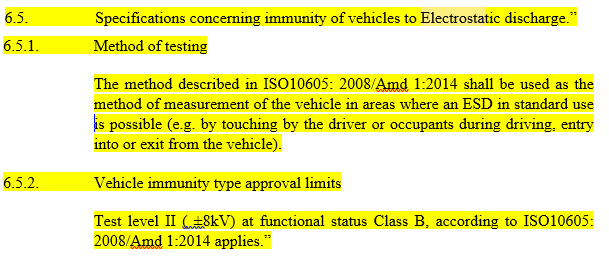 6.5. Specifications concerning immunity of vehicles to Electrostatic discharge.”
6.5.1. Method of testing
The method described in ISO10605: 2008/Amd 1:2014 shall be used as the
method of measurement of the vehicle in areas where an ESD in standard use
is possible (e.g. by touching by the driver or occupants during driving, entry
into or exit from the vehicle).
6.5.2. Vehicle immunity type approval limits
Test level II ( ±8kV) at functional status Class B, according to ISO10605:
2008/Amd 1:2014 applies.”